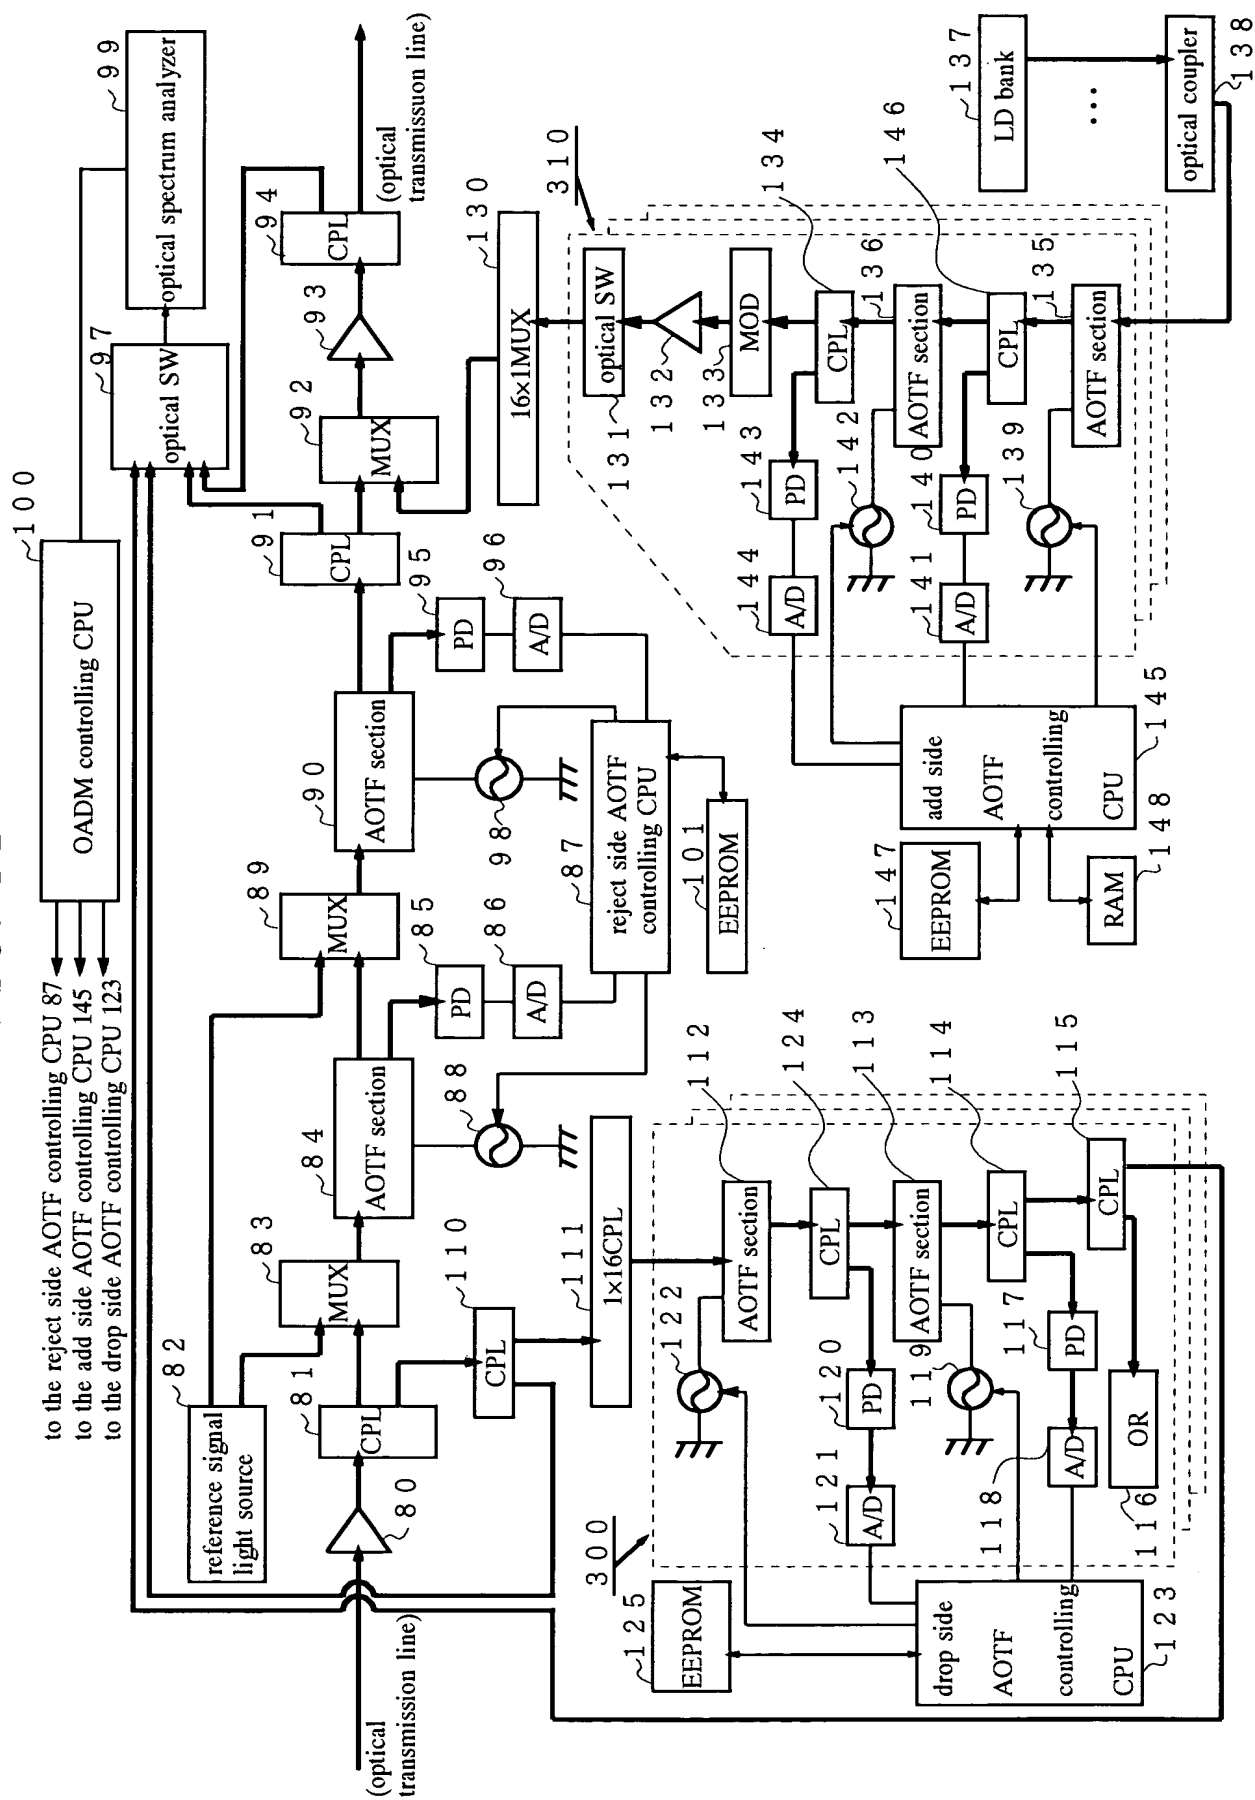 100
OADM controlling CPU
to the reject side AOTF controlling CPU 87
to the add side AOTF controlling CPU 145
to the drop side AOTF controlling CPU 123
99
optical spectrum analyzer
97
optical SW
82
reference signal
light source
(optical
transmission line)
80
81
CPL
83
MUX
84
AOTF section
89
MUX
90
AOTF section
91
CPL
92
MUX
93
94
CPL
(optical
transmissuon line)
85
PD
86
A/D
88
95
PD
96
A/D
98
87
reject side AOTF
controlling CPU
101
EEPROM
110
CPL
111
1×16CPL
130
16×1MUX
300
112
AOTF section
122
124
CPL
120
PD
121
A/D
113
AOTF section
119
114
CPL
117
PD
118
A/D
115
CPL
116
OR
125
EEPROM
drop side
AOTF
controlling
CPU
123
310
131
optical SW
132
133
MOD
134
CPL
143
PD
144
A/D
136
AOTF section
142
146
CPL
140
PD
141
A/D
135
AOTF section
139
add side
AOTF
controlling
CPU
145
147
EEPROM
148
RAM
137
LD bank
...
optical coupler
138